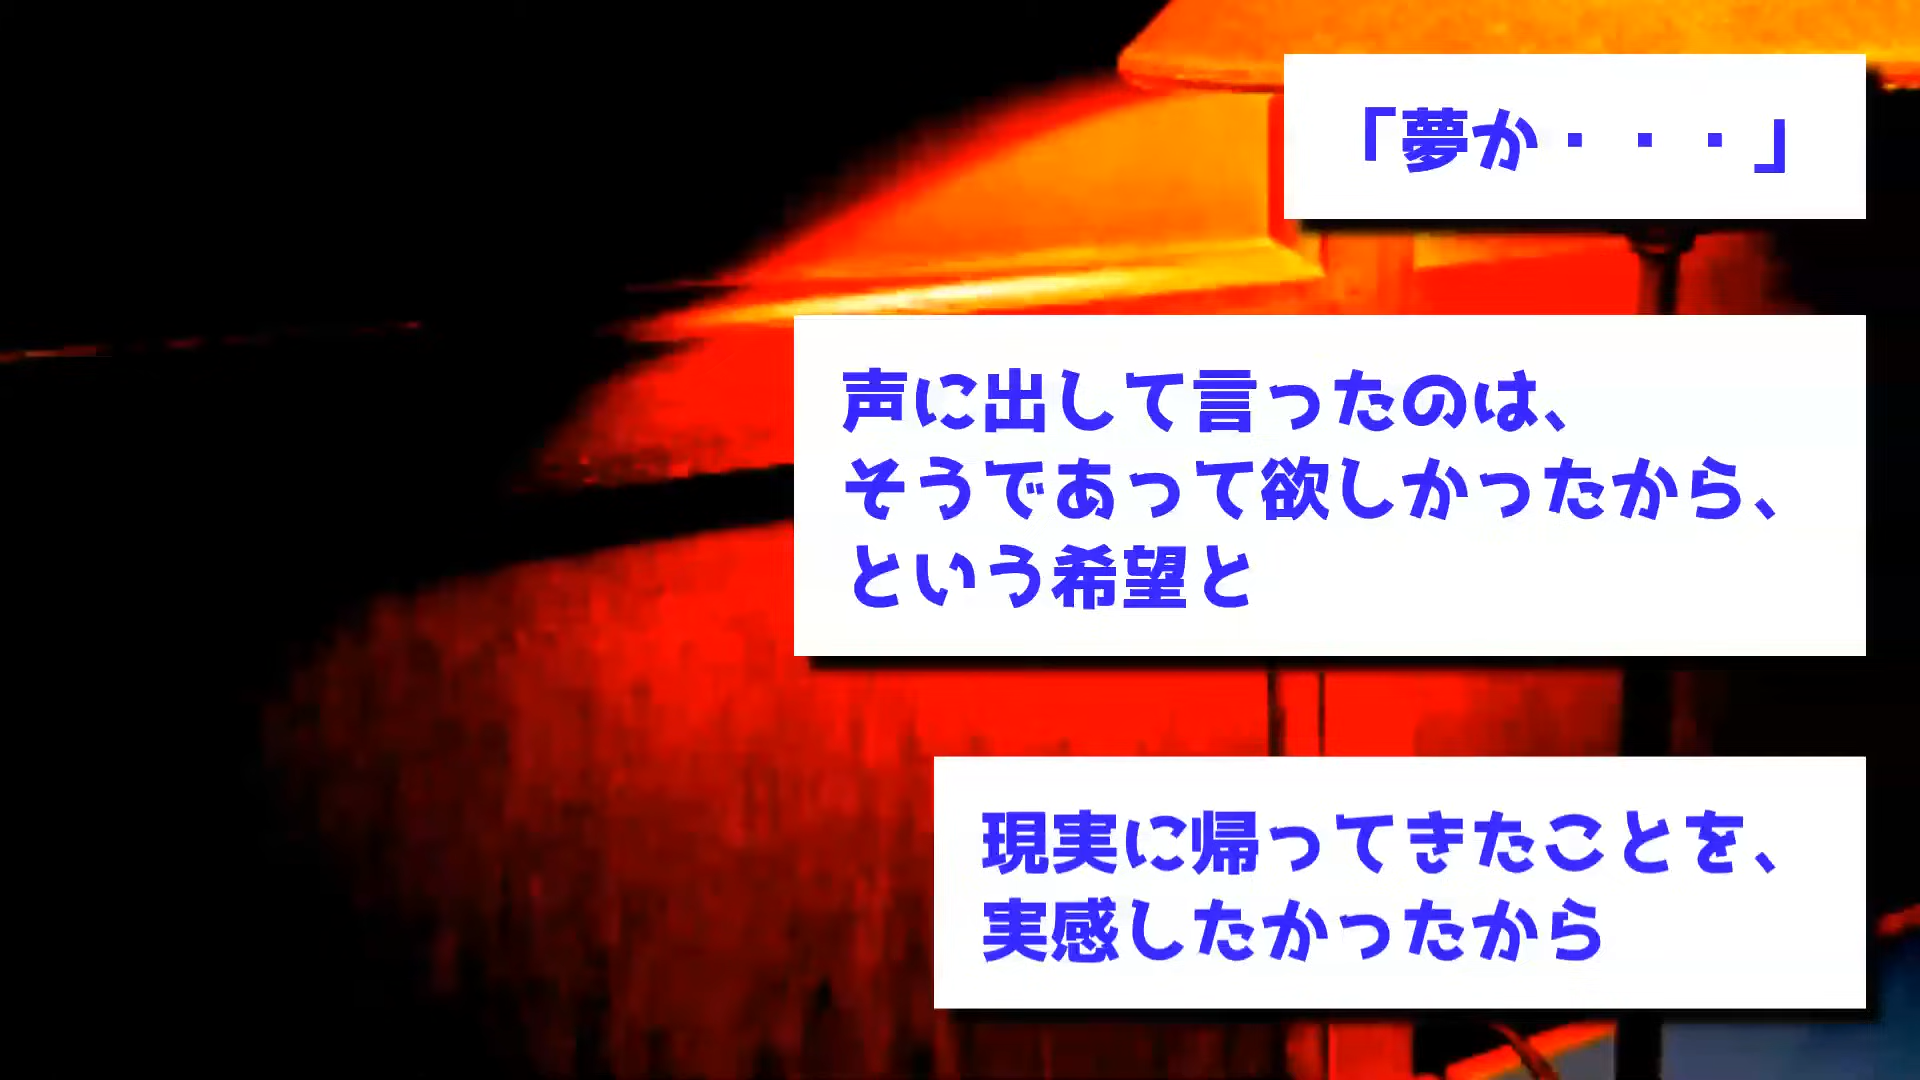 「夢か・・・」
声に出して言ったのは、
そうであって欲しかったから、
という希望と
現実に帰ってきたことを、
実感したかったから